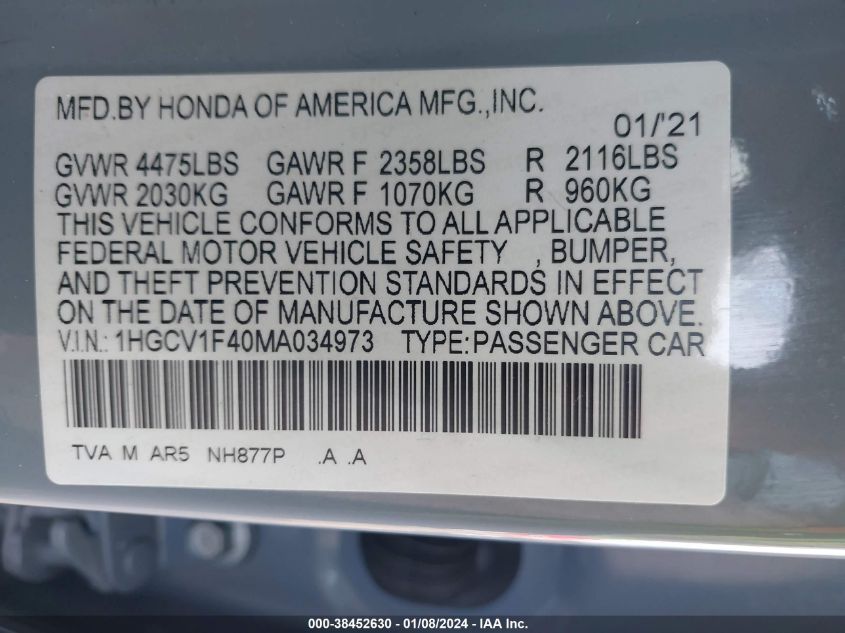 MFD.BY HONDA OF AMERICA MFG.,INC.
01/'21
GVWR 4475LBS GAWR F 2358LBS R 2116LBS
GVWR 2030KG GAWR F 1070KG R 960KG
THIS VEHICLE CONFORMS TO ALL APPLICABLE
FEDERAL MOTOR VEHICLE SAFETY , BUMPER,
AND THEFT PREVENTION STANDARDS IN EFFECT
ON THE DATE OF MANUFACTURE SHOWN ABOVE.
V.I.N.: 1HGCV1F40MA034973 TYPE:PASSENGER CAR
TVA M AR5 NH877P .A .A
000-38452630 - 01/08/2024 - IAA Inc.